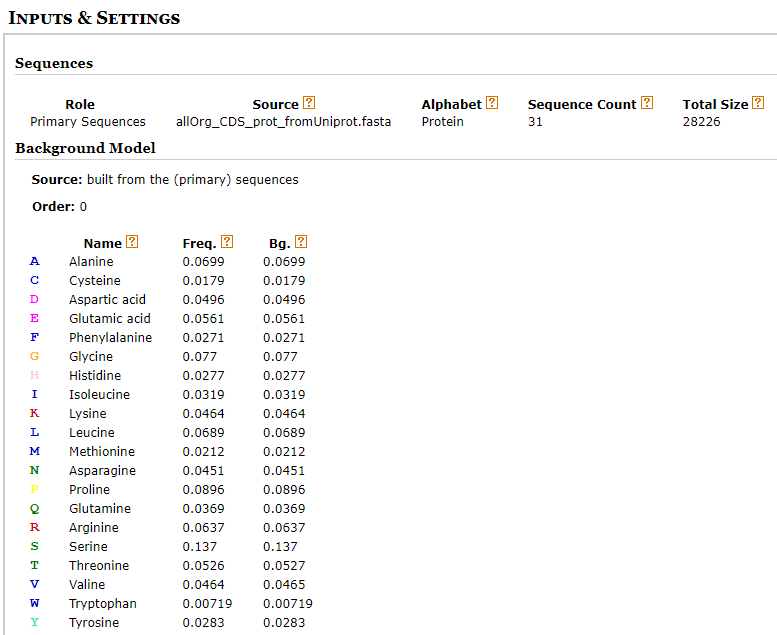 Inputs & Settings
Sequences
Role Source ? Alphabet ? Sequence Count ? Total Size ?
Primary Sequences allOrg_CDS_prot_fromUniprot.fasta Protein 31 28226
Background Model
Source: built from the (primary) sequences
Order: 0
Name ? Freq. ? Bg. ?
A Alanine 0.0699 0.0699
C Cysteine 0.0179 0.0179
D Aspartic acid 0.0496 0.0496
E Glutamic acid 0.0561 0.0561
F Phenylalanine 0.0271 0.0271
G Glycine 0.077 0.077
H Histidine 0.0277 0.0277
I Isoleucine 0.0319 0.0319
K Lysine 0.0464 0.0464
L Leucine 0.0689 0.0689
M Methionine 0.0212 0.0212
N Asparagine 0.0451 0.0451
P Proline 0.0896 0.0896
Q Glutamine 0.0369 0.0369
R Arginine 0.0637 0.0637
S Serine 0.137 0.137
T Threonine 0.0526 0.0527
V Valine 0.0464 0.0465
W Tryptophan 0.00719 0.00719
Y Tyrosine 0.0283 0.0283